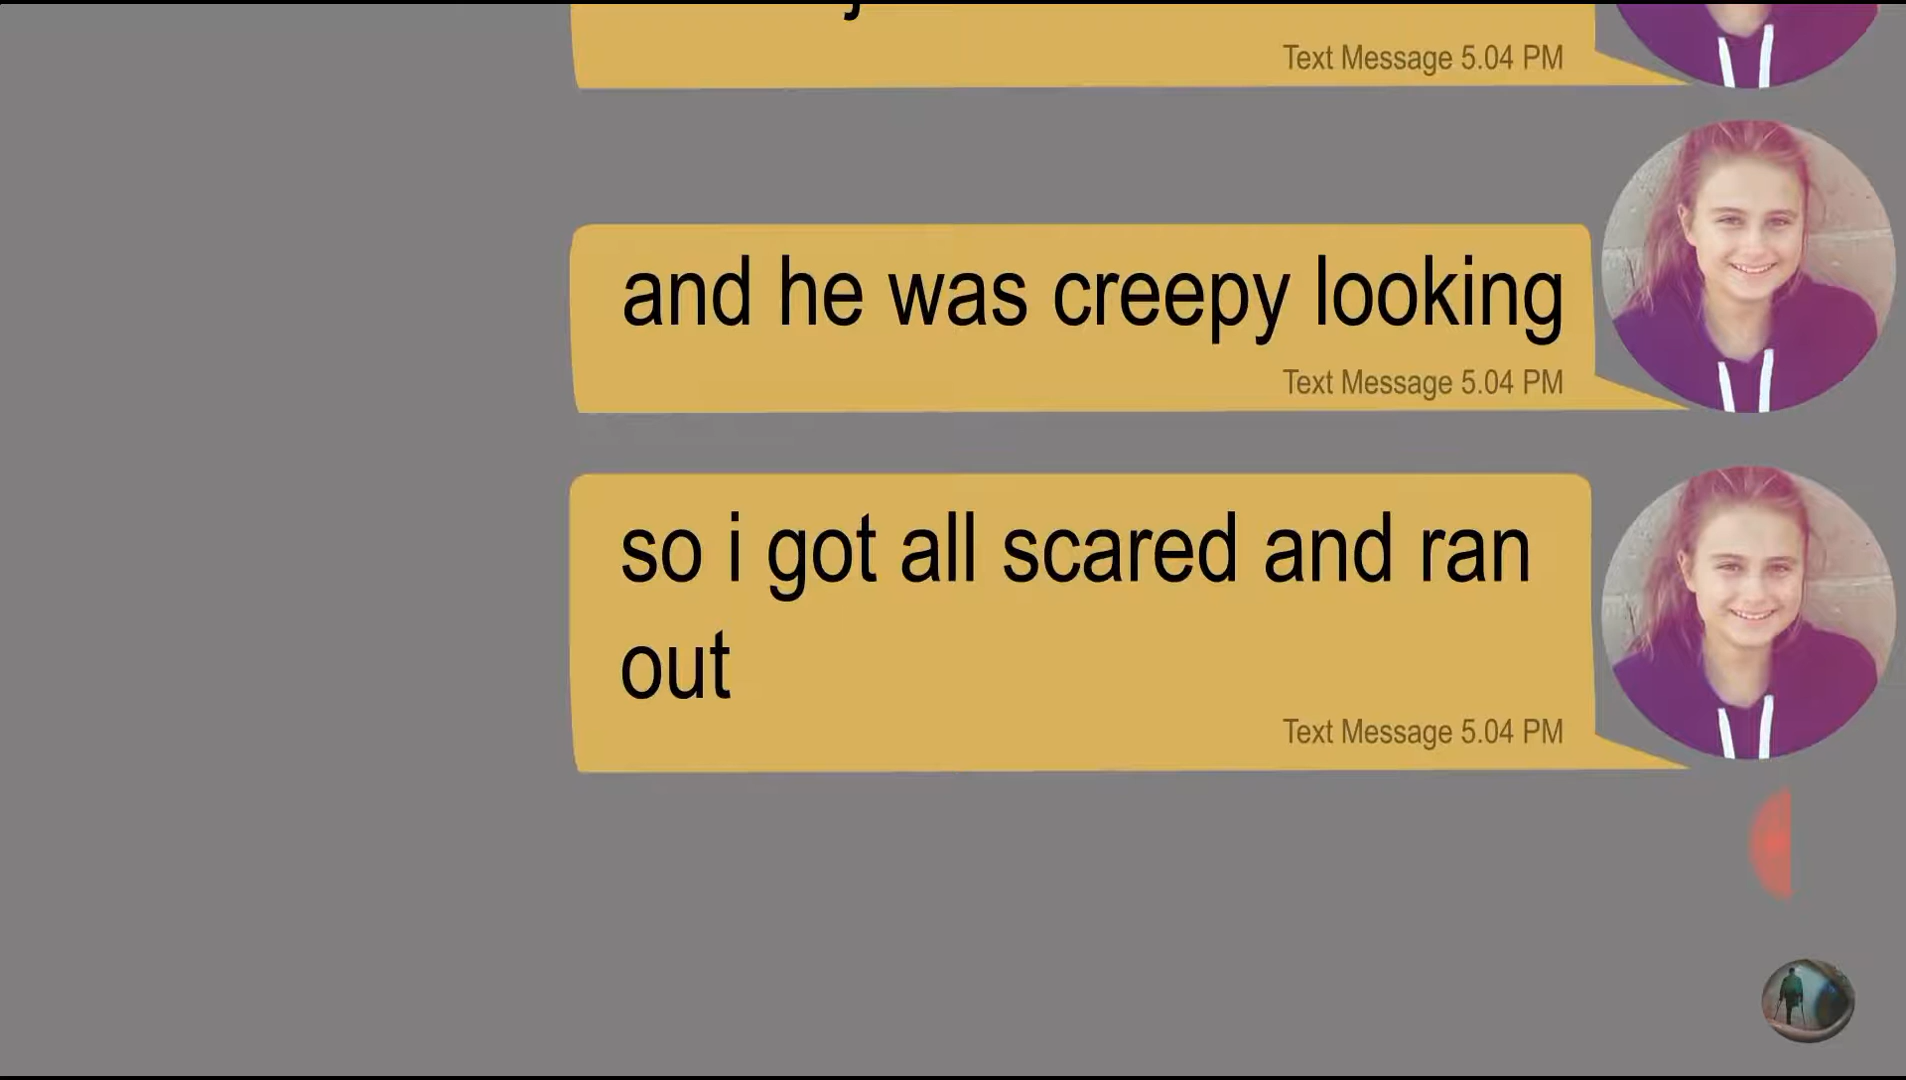 Text Message 5.04 PM
and he was creepy looking
Text Message 5.04 PM
so i got all scared and ran
out
Text Message 5.04 PM